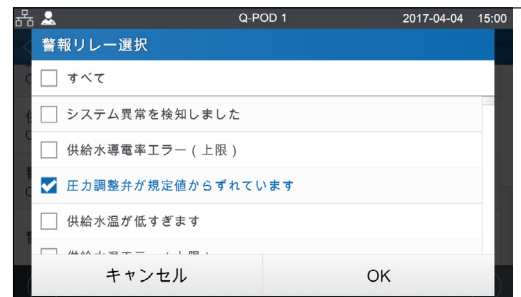 Q-POD 1 2017-04-04 15:00
警報リレー選択
すべて
システム異常を検知しました
供給水導電率エラー ( 上限 )
圧力調整弁が規定値からずれています
供給水温が低すぎます
キャンセル OK